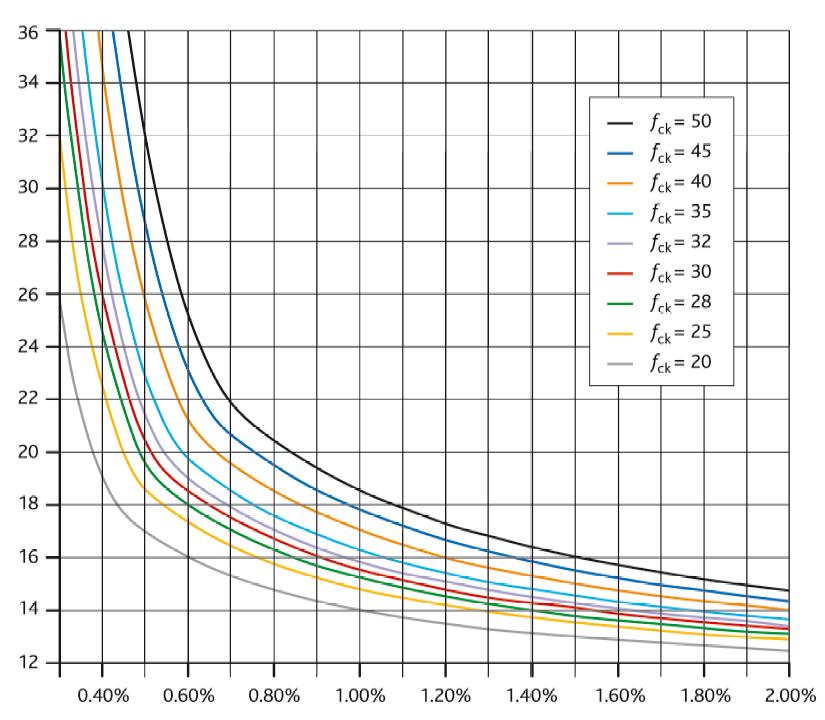 36
34
32
30
28
26
24
22
20
18
16
14
12
fck = 50
fck = 45
fck = 40
fck = 35
fck = 32
fck = 30
fck = 28
fck = 25
fck = 20
0.40% 0.60% 0.80% 1.00% 1.20% 1.40% 1.60% 1.80% 2.00%